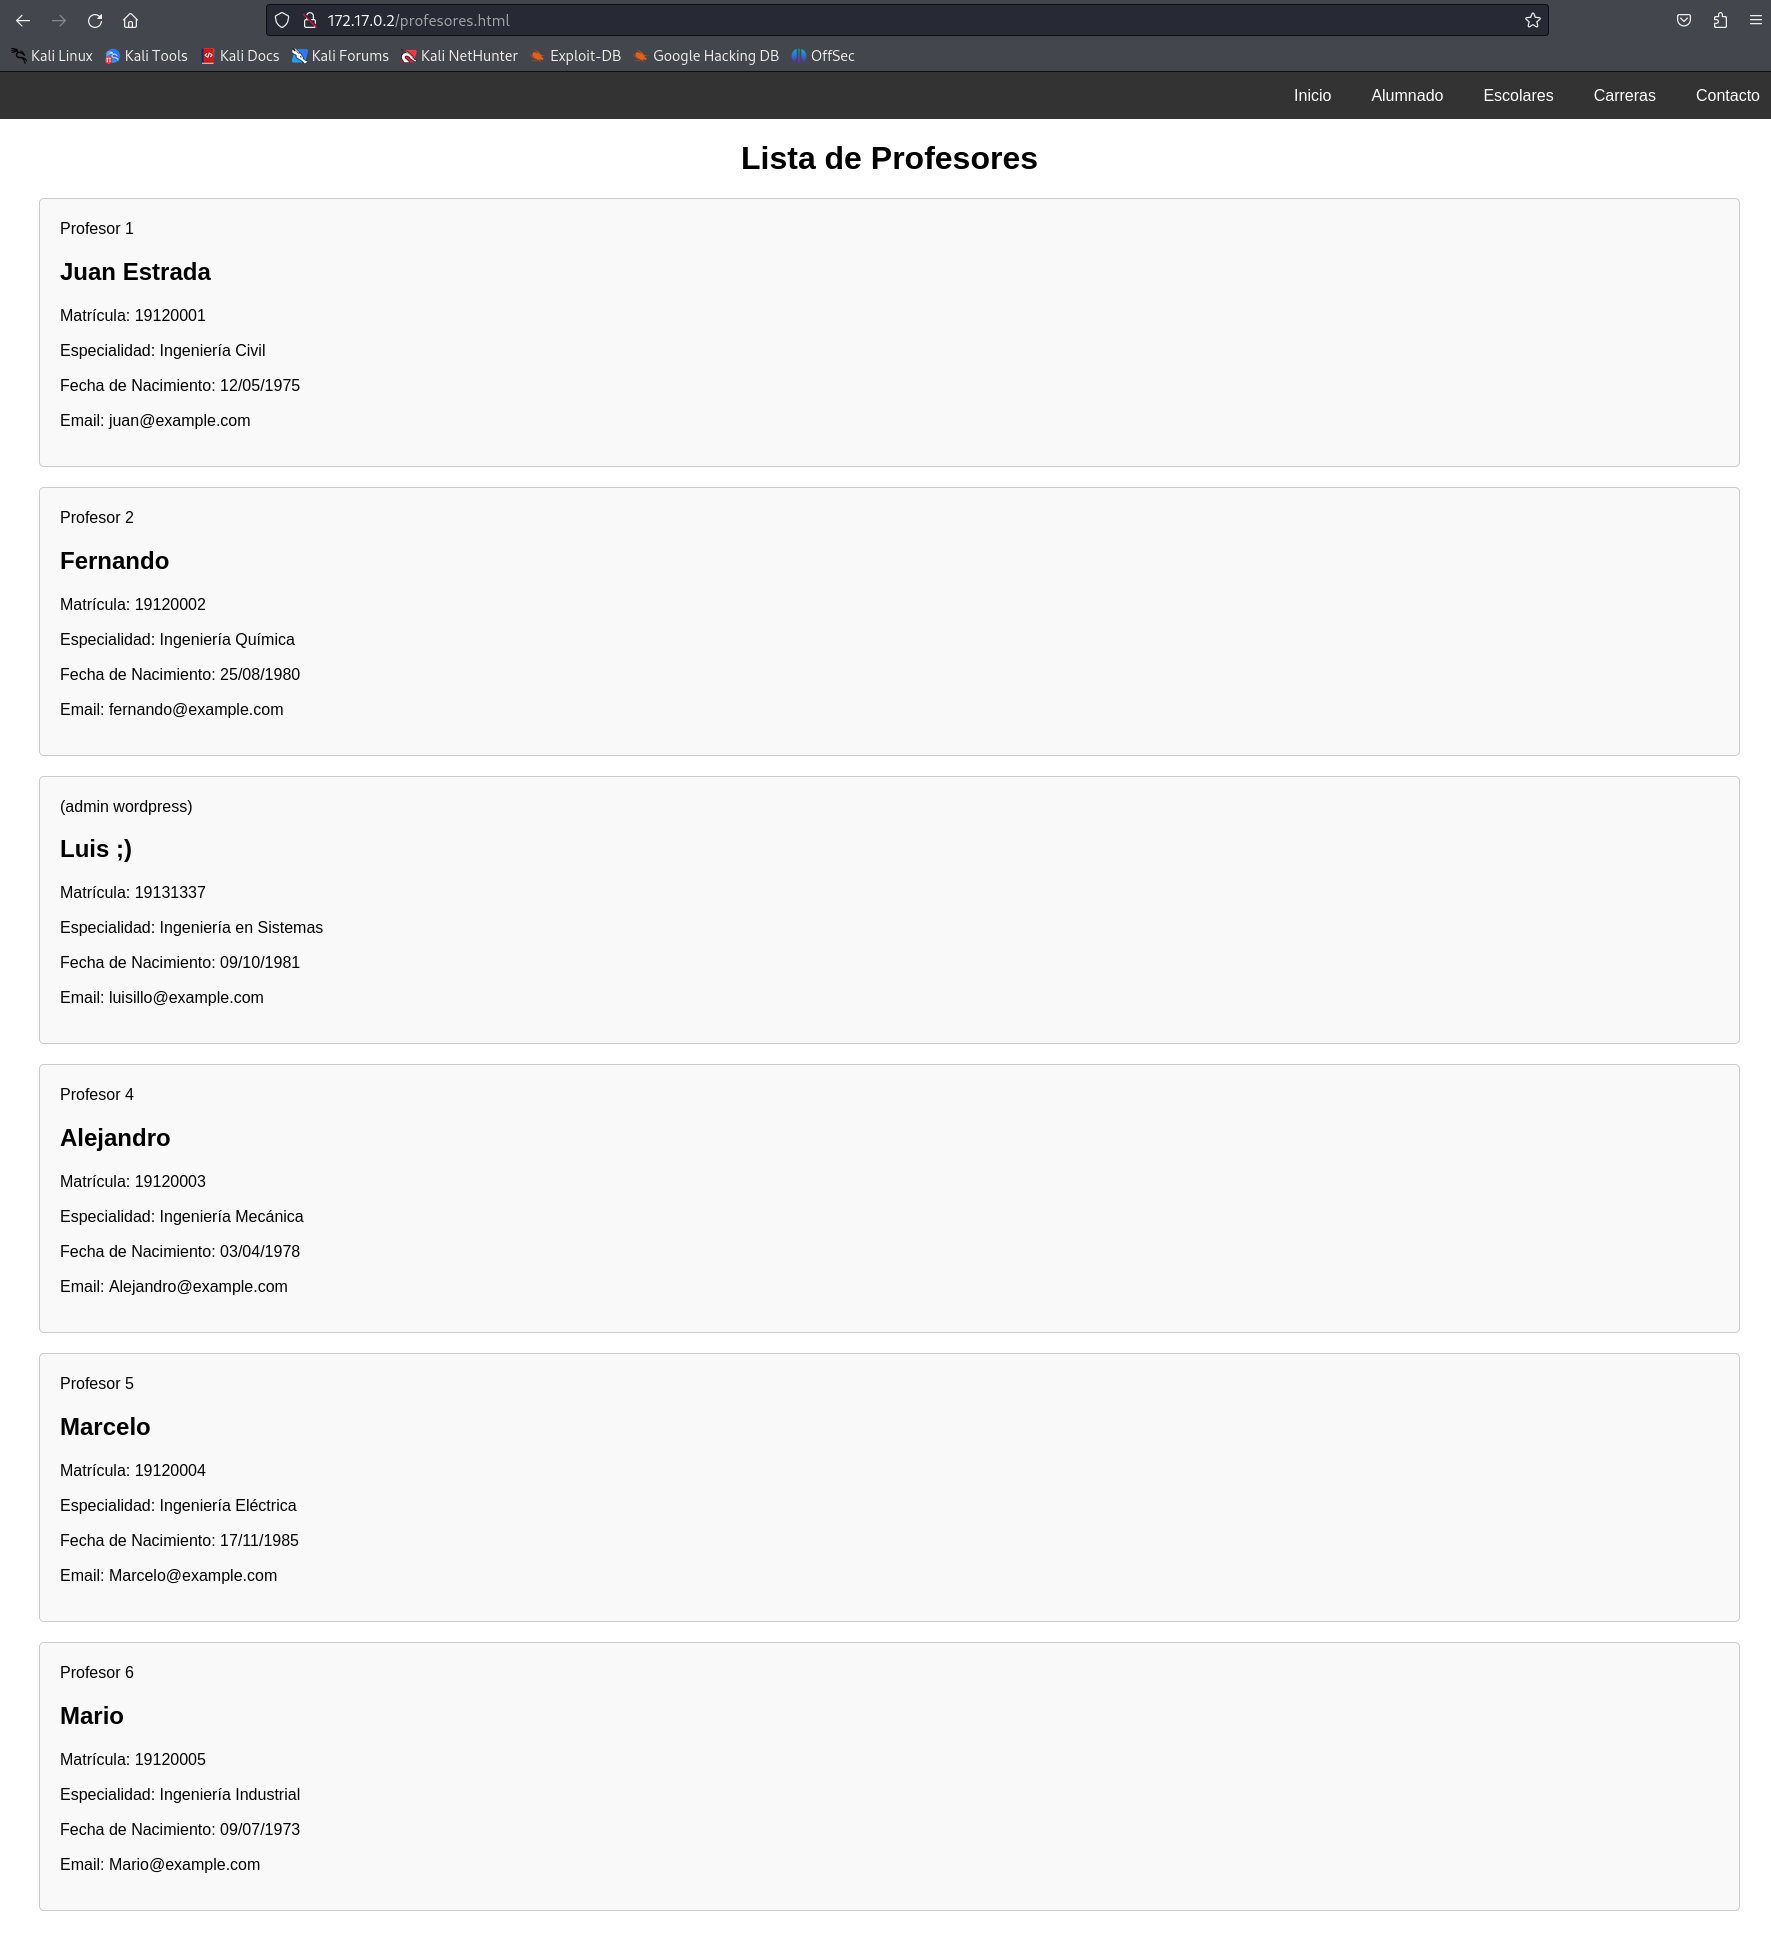 172.17.0.2/profesores.html
Kali Linux Kali Tools Kali Docs Kali Forums Kali NetHunter Exploit-DB Google Hacking DB OffSec
Inicio Alumnado Escolares Carreras Contacto
Lista de Profesores
Profesor 1
Juan Estrada
Matrícula: 19120001
Especialidad: Ingeniería Civil
Fecha de Nacimiento: 12/05/1975
Email: juan@example.com
Profesor 2
Fernando
Matrícula: 19120002
Especialidad: Ingeniería Química
Fecha de Nacimiento: 25/08/1980
Email: fernando@example.com
(admin wordpress)
Luis ;)
Matrícula: 19131337
Especialidad: Ingeniería en Sistemas
Fecha de Nacimiento: 09/10/1981
Email: luisillo@example.com
Profesor 4
Alejandro
Matrícula: 19120003
Especialidad: Ingeniería Mecánica
Fecha de Nacimiento: 03/04/1978
Email: Alejandro@example.com
Profesor 5
Marcelo
Matrícula: 19120004
Especialidad: Ingeniería Eléctrica
Fecha de Nacimiento: 17/11/1985
Email: Marcelo@example.com
Profesor 6
Mario
Matrícula: 19120005
Especialidad: Ingeniería Industrial
Fecha de Nacimiento: 09/07/1973
Email: Mario@example.com